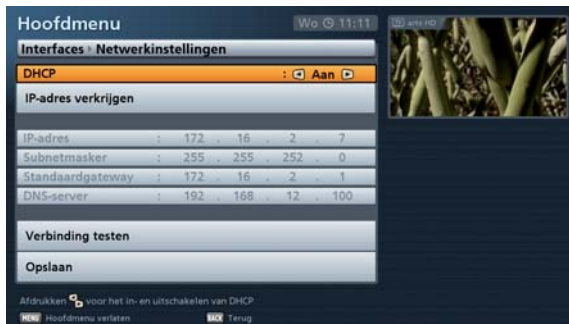 Hoofdmenu
Wo 11:11
arte HD
Interfaces Netwerkinstellingen
DHCP : Aan
IP-adres verkrijgen
IP-adres : 172 . 16 . 2 . 7
Subnetmasker : 255 . 255 . 252 . 0
Standaardgateway : 172 . 16 . 2 . 1
DNS-server : 192 . 168 . 12 . 100
Verbinding testen
Opslaan
Afdrukken voor het in- en uitschakelen van DHCP
MENU Hoofdmenu verlaten BACK Terug